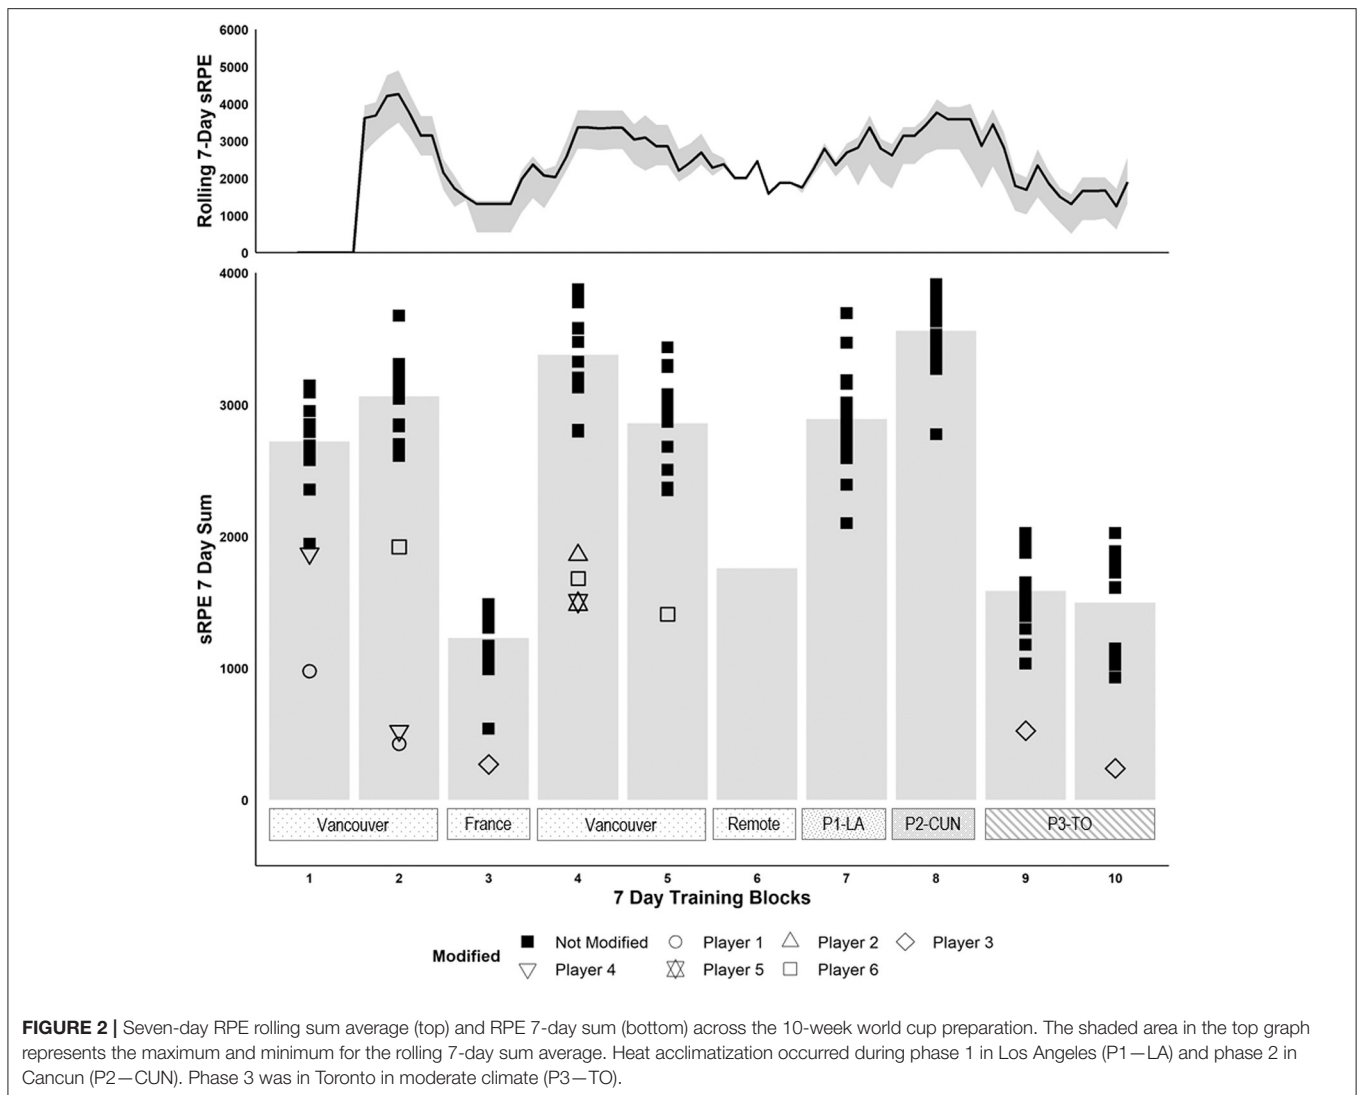 6000
5000
4000
3000
2000
1000
0
Rolling 7-Day sRPE
4000
3000
2000
1000
0
sRPE 7 Day Sum
Vancouver France Vancouver Remote P1-LA P2-CUN P3-TO
1 2 3 4 5 6 7 8 9 10
7 Day Training Blocks
Modified
Not Modified Player 1 Player 2 Player 3
Player 4 Player 5 Player 6
FIGURE 2 | Seven-day RPE rolling sum average (top) and RPE 7-day sum (bottom) across the 10-week world cup preparation. The shaded area in the top graph
represents the maximum and minimum for the rolling 7-day sum average. Heat acclimatization occurred during phase 1 in Los Angeles (P1—LA) and phase 2 in
Cancun (P2—CUN). Phase 3 was in Toronto in moderate climate (P3—TO).